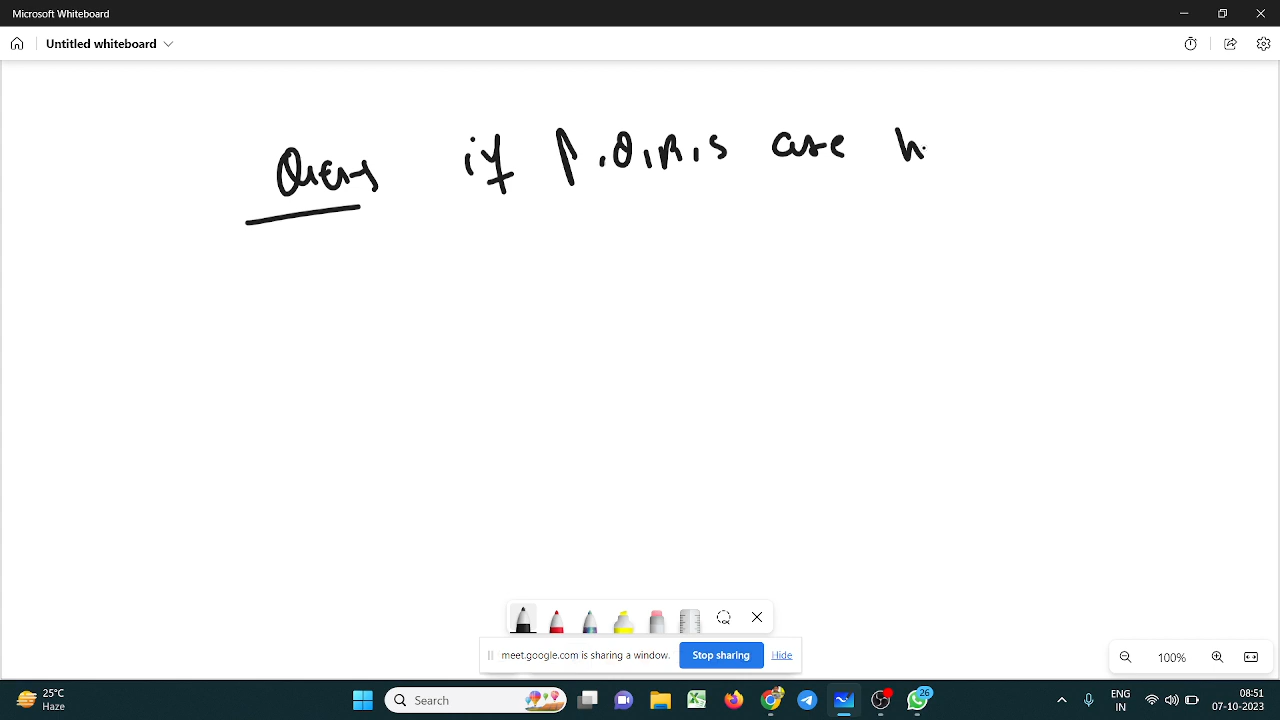 Microsoft Whiteboard
Untitled whiteboard
if P, Q, R, S are h
meet.google.com is sharing a window. Stop sharing Hide
100%
25°C
Haze
Search
26
ENG
IN
08:51
07-10-2023